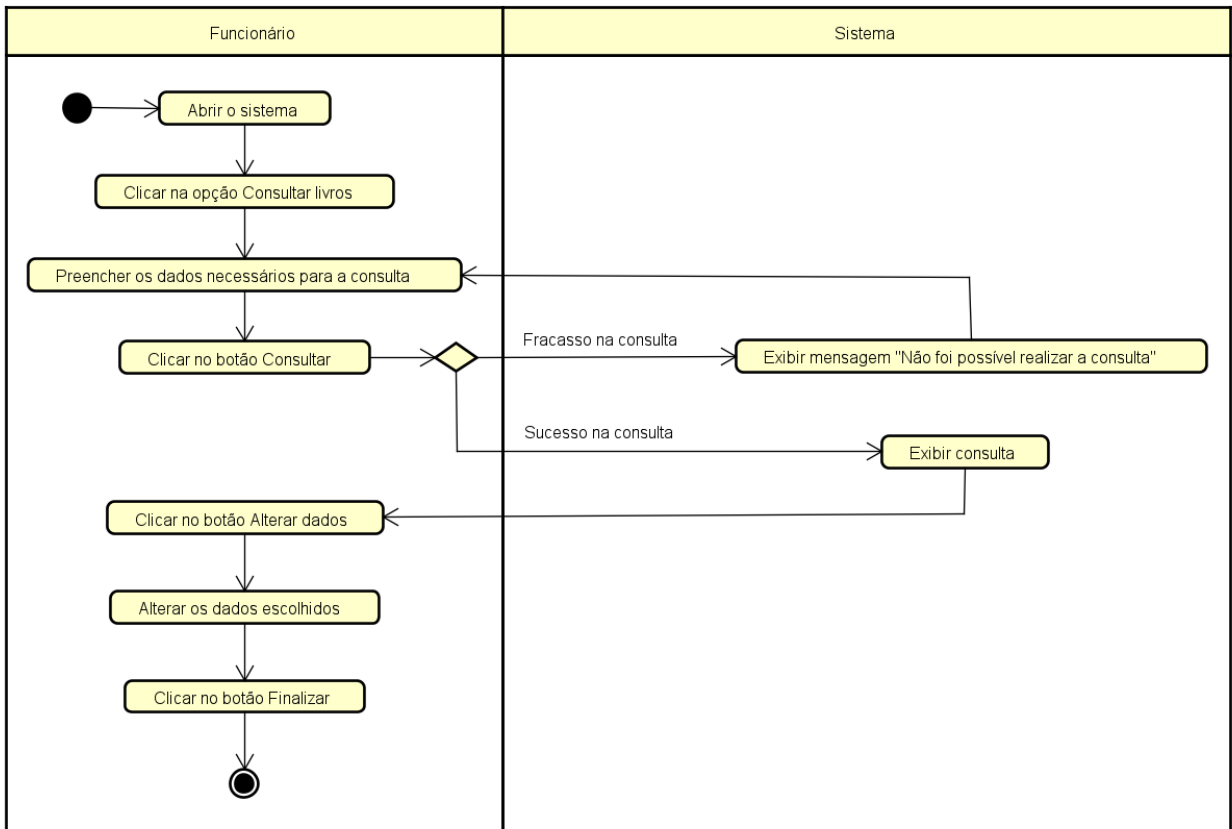 Funcionário
Sistema
Abrir o sistema
Clicar na opção Consultar livros
Preencher os dados necessários para a consulta
Clicar no botão Consultar
Fracasso na consulta
Exibir mensagem "Não foi possível realizar a consulta"
Sucesso na consulta
Exibir consulta
Clicar no botão Alterar dados
Alterar os dados escolhidos
Clicar no botão Finalizar